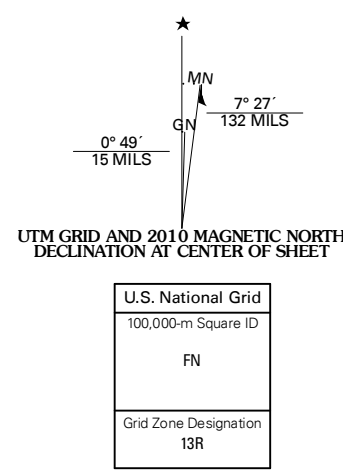 ★
MN
7° 27´
132 MILS
GN
0° 49´
15 MILS
UTM GRID AND 2010 MAGNETIC NORTH
DECLINATION AT CENTER OF SHEET
U.S. National Grid
100,000-m Square ID
FN
Grid Zone Designation
13R